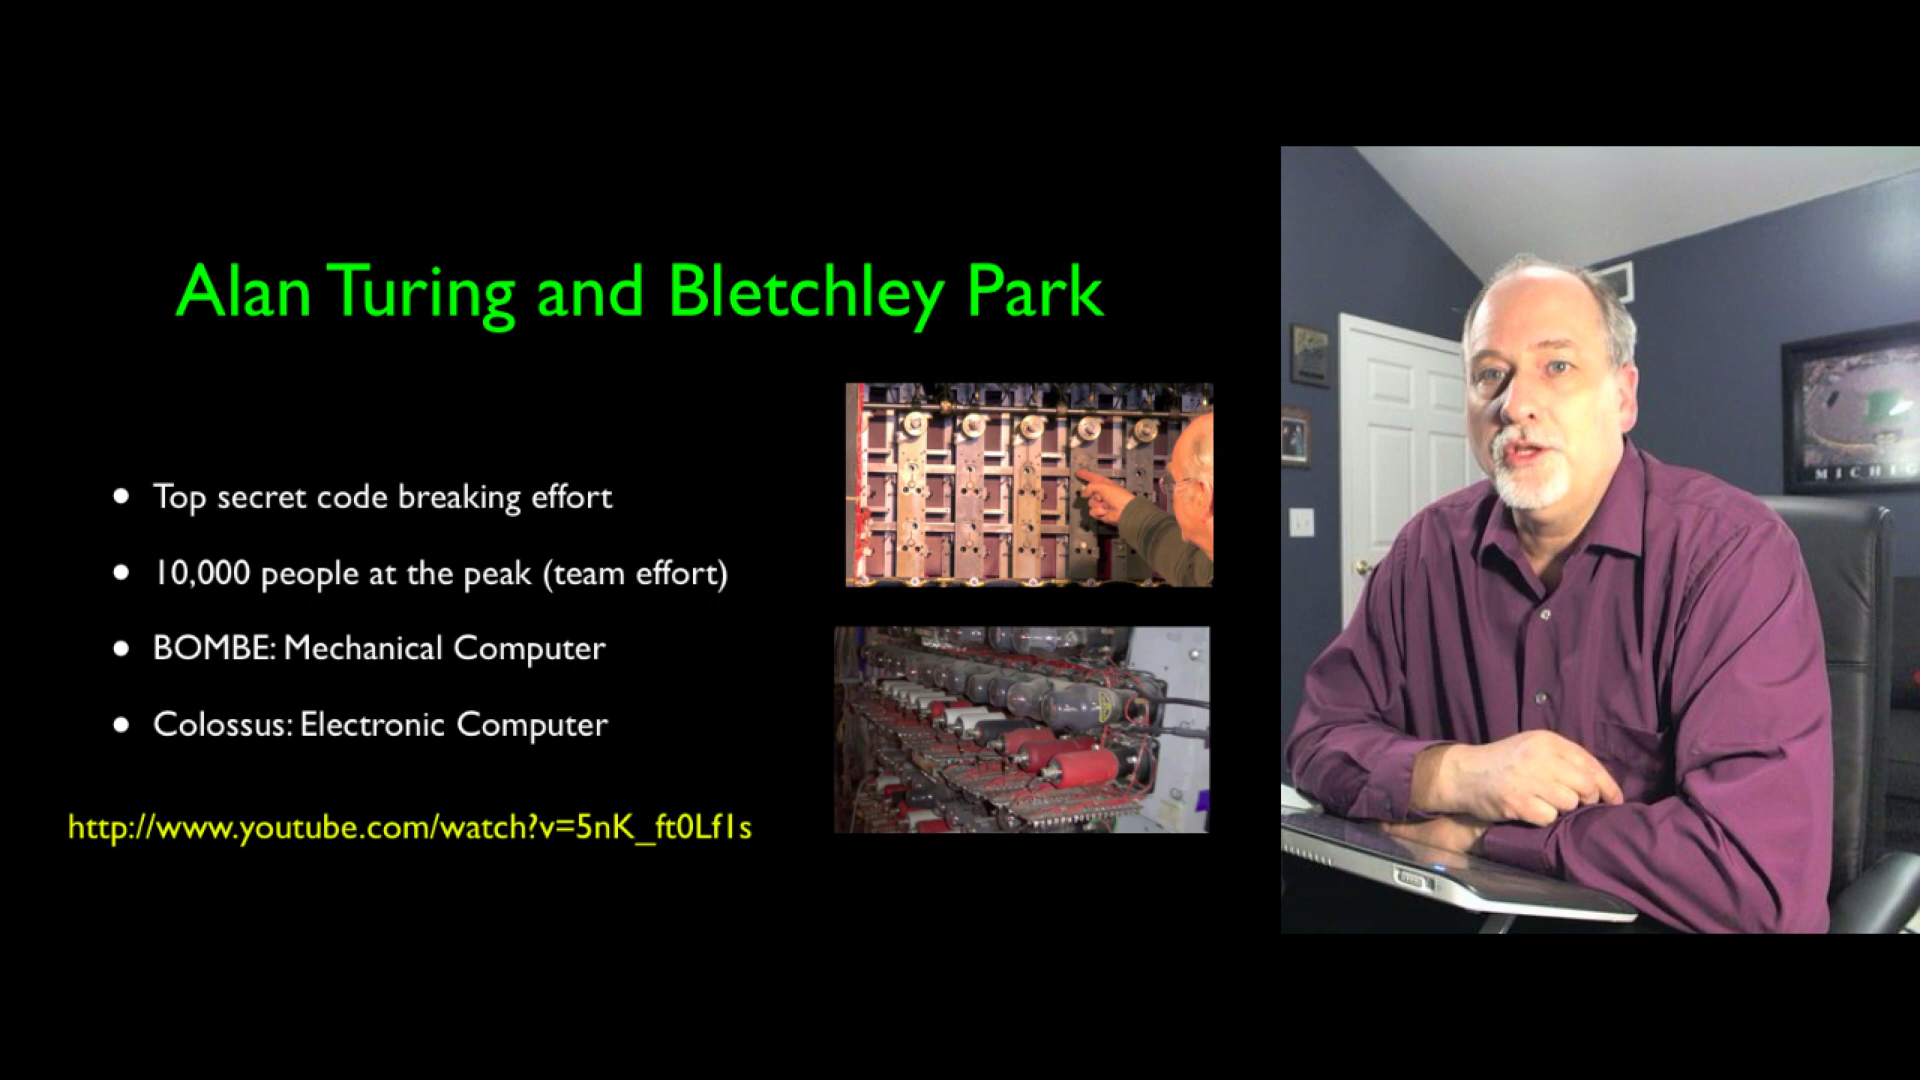 Alan Turing and Bletchley Park
• Top secret code breaking effort
• 10,000 people at the peak (team effort)
• BOMBE: Mechanical Computer
• Colossus: Electronic Computer
http://www.youtube.com/watch?v=5nK_ft0Lf1s
MICHIG